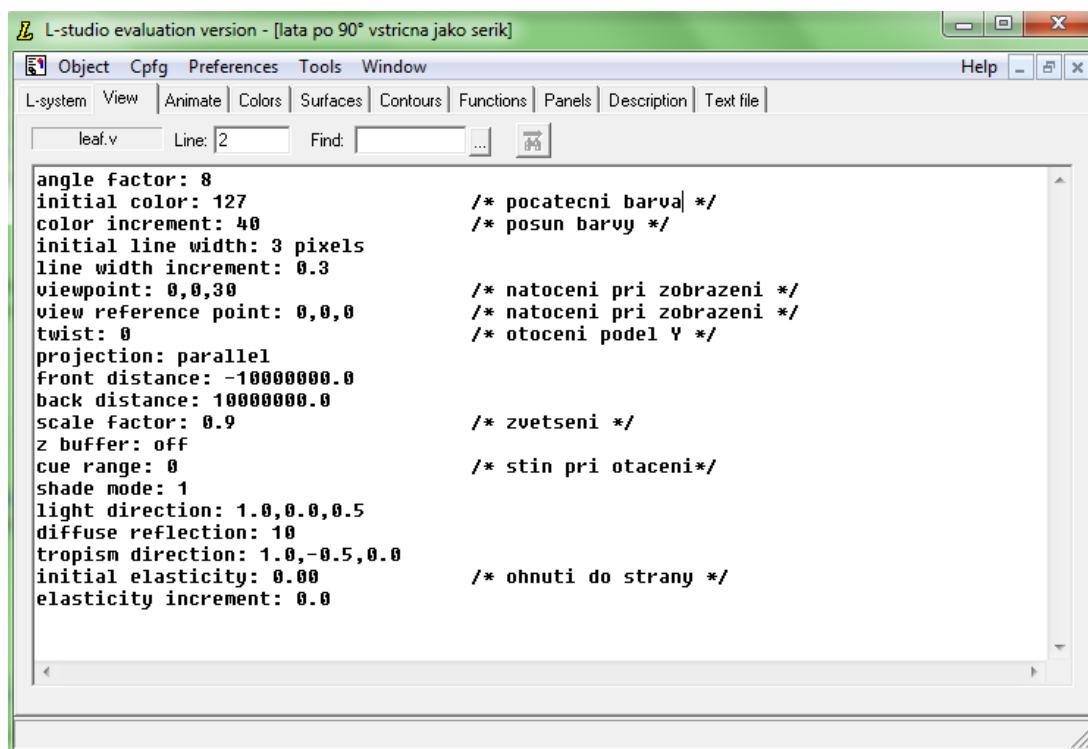 L-studio evaluation version - [lata po 90° vstricna jako serik]
Object Cpfg Preferences Tools Window Help
L-system View Animate Colors Surfaces Contours Functions Panels Description Text file
leaf.v Line: 2 Find: ...
angle factor: 8
initial color: 127 /* pocatecni barva */
color increment: 40 /* posun barvy */
initial line width: 3 pixels
line width increment: 0.3
viewpoint: 0,0,30 /* natoceni pri zobrazeni */
view reference point: 0,0,0 /* natoceni pri zobrazeni */
twist: 0 /* otoceni podel Y */
projection: parallel
front distance: -10000000.0
back distance: 10000000.0
scale factor: 0.9 /* zvetseni */
z buffer: off
cue range: 0 /* stin pri otaceni*/
shade mode: 1
light direction: 1.0,0.0,0.5
diffuse reflection: 10
tropism direction: 1.0,-0.5,0.0
initial elasticity: 0.00 /* ohnuti do strany */
elasticity increment: 0.0